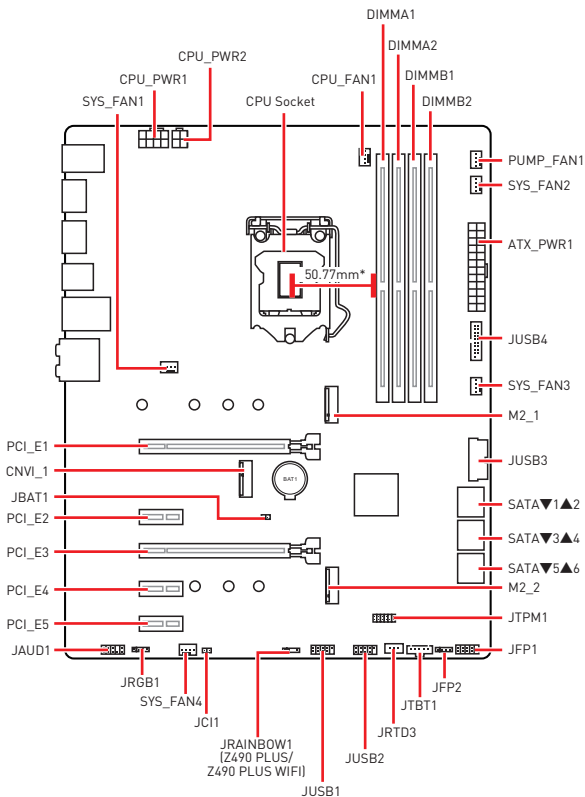 DIMMA1
DIMMA2
CPU_PWR2
CPU_PWR1
CPU_FAN1
DIMMB1
SYS_FAN1
CPU Socket
DIMMB2
PUMP_FAN1
SYS_FAN2
ATX_PWR1
50.77mm*
JUSB4
SYS_FAN3
M2_1
PCI_E1
CNVI_1
JUSB3
BAT1
JBAT1
SATA▼1▲2
PCI_E2
SATA▼3▲4
PCI_E3
SATA▼5▲6
PCI_E4
M2_2
JTPM1
PCI_E5
JAUD1
JFP1
JRGB1
JFP2
SYS_FAN4
JTBT1
JCI1
JRTD3
JRAINBOW1
(Z490 PLUS/
Z490 PLUS WIFI)
JUSB2
JUSB1